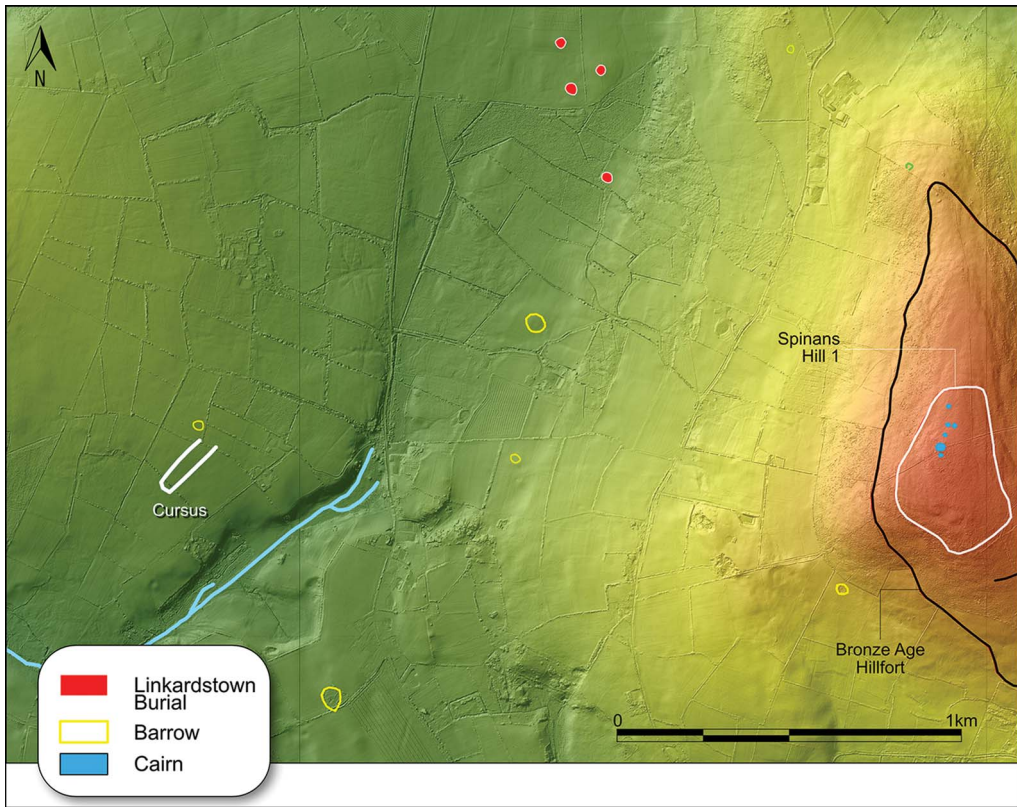 N
Spinans
Hill 1
Cursus
Bronze Age
Hillfort
0 1km
Linkardstown
Burial
Barrow
Cairn